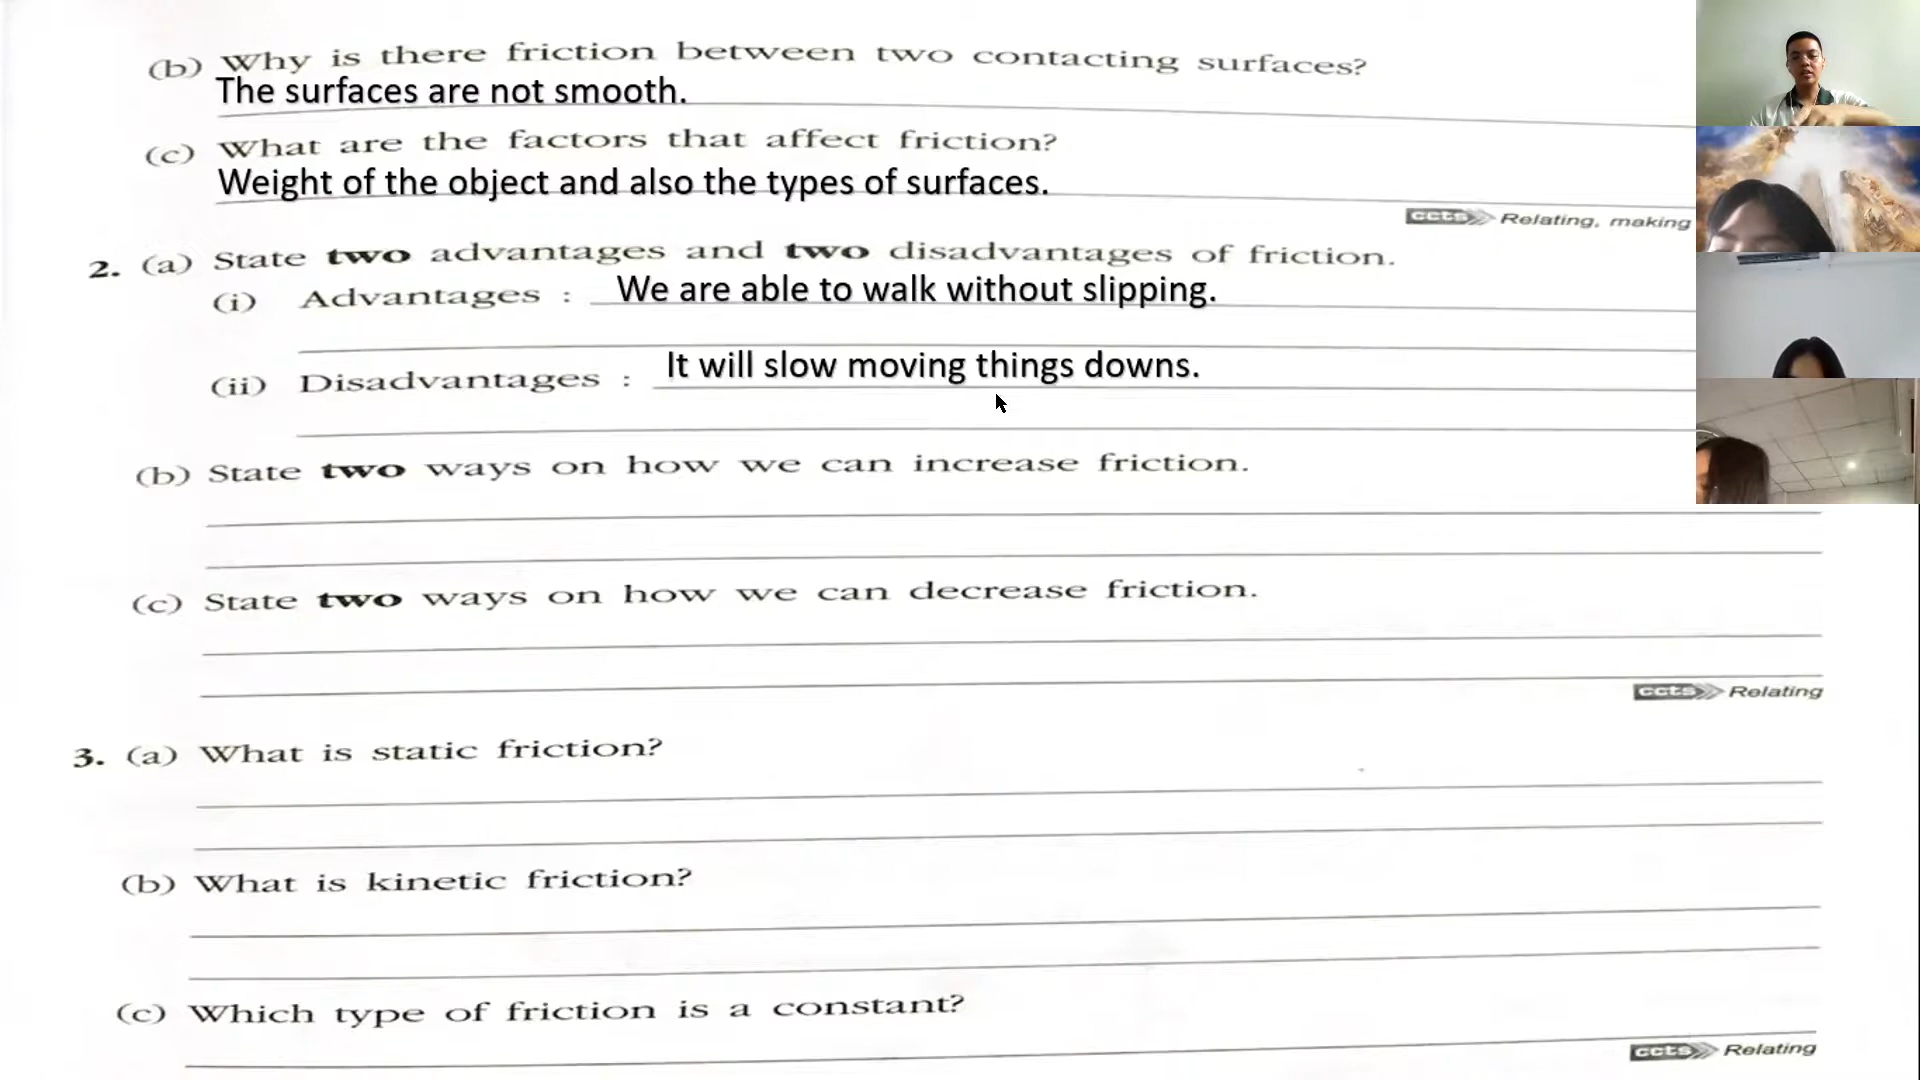 (b) Why is there friction between two contacting surfaces?
The surfaces are not smooth.
(c) What are the factors that affect friction?
Weight of the object and also the types of surfaces.
ccts Relating, making
2. (a) State two advantages and two disadvantages of friction.
(i) Advantages : We are able to walk without slipping.
(ii) Disadvantages : It will slow moving things downs.
(b) State two ways on how we can increase friction.
(c) State two ways on how we can decrease friction.
ccts Relating
3. (a) What is static friction?
(b) What is kinetic friction?
(c) Which type of friction is a constant?
ccts Relating